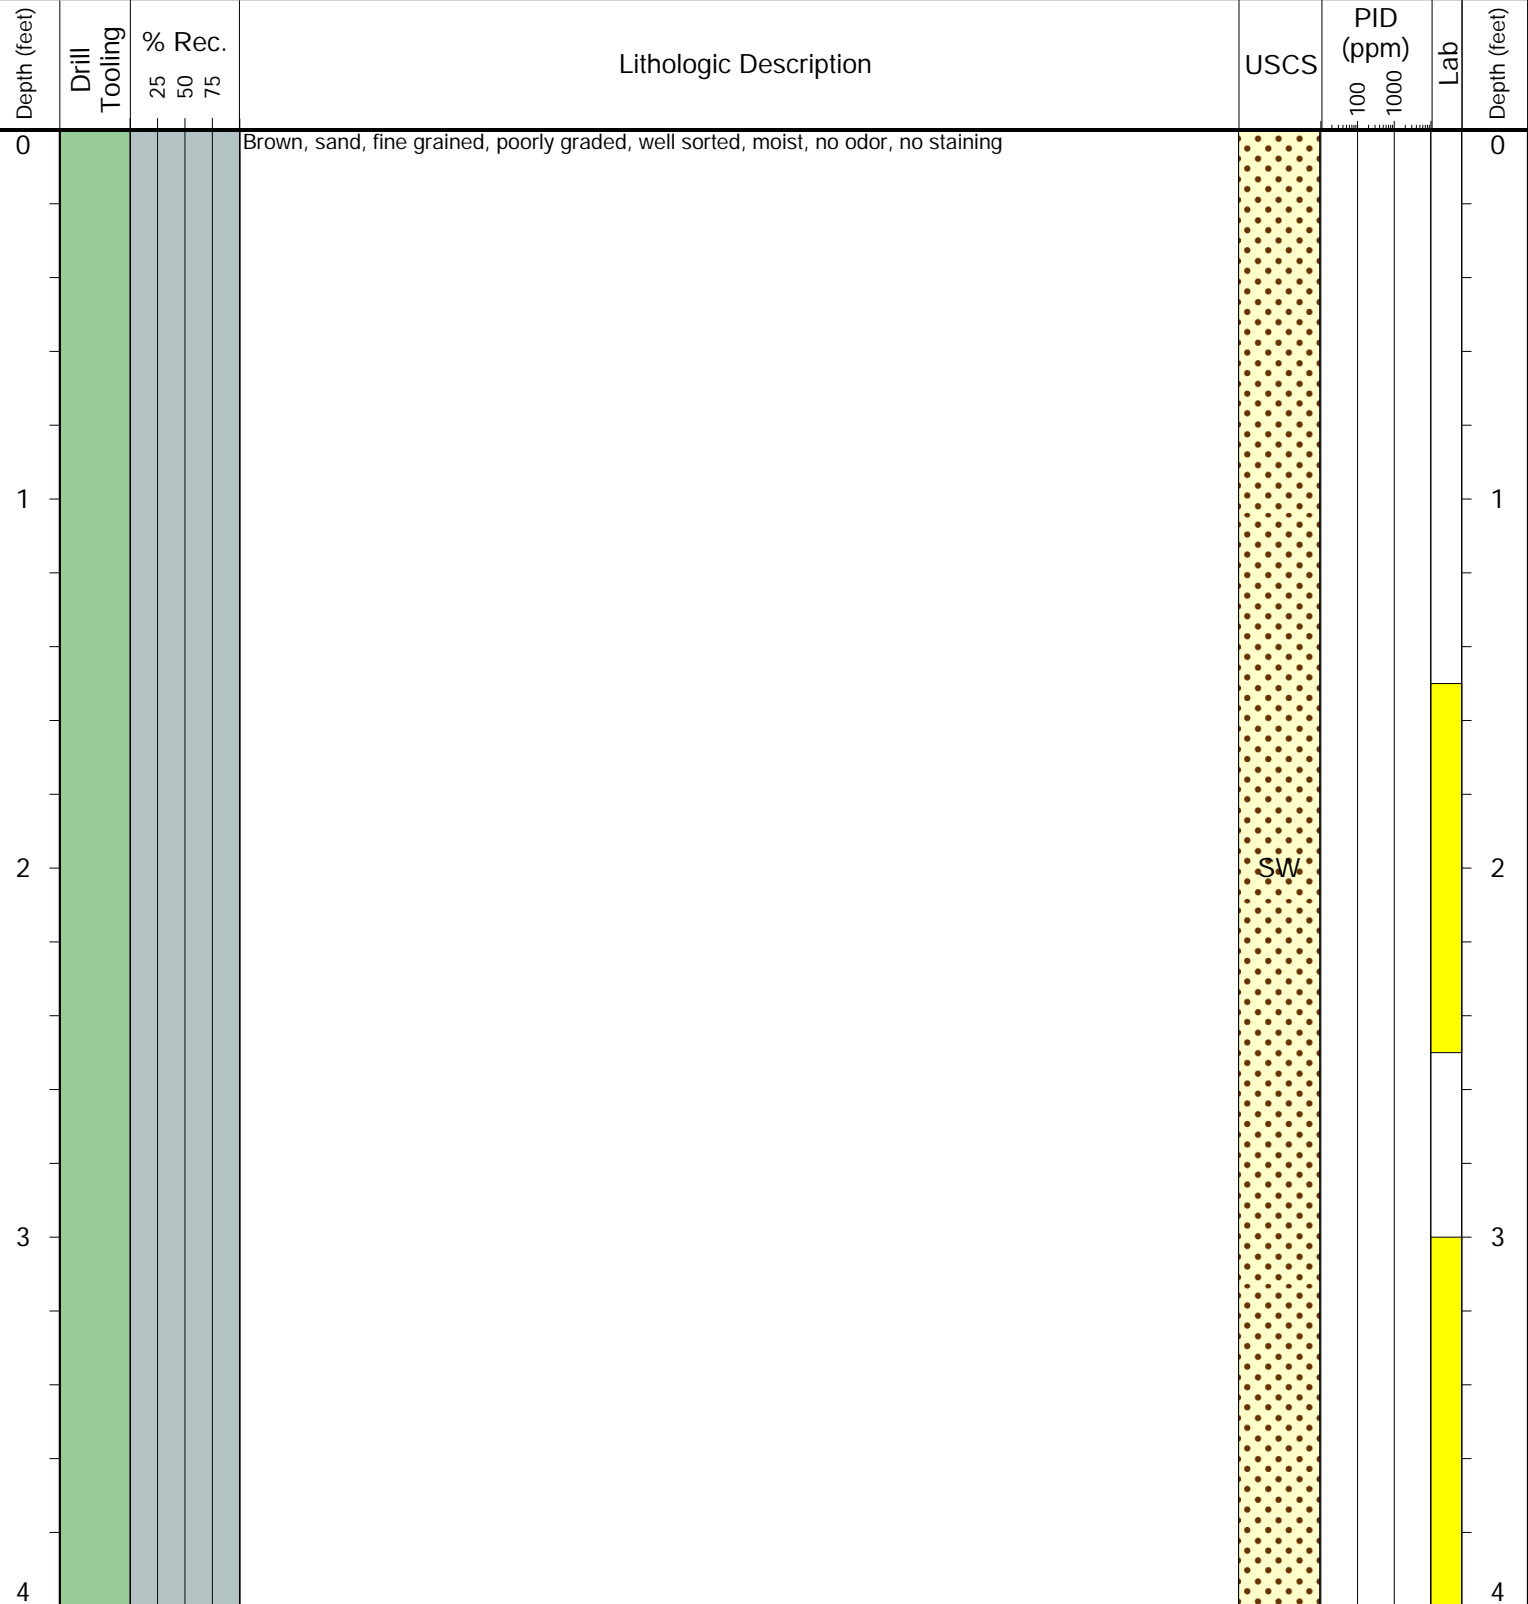 Depth (feet)
Drill
Tooling
% Rec.
25
50
75
Lithologic Description
USCS
PID
(ppm)
100
1000
Lab
Depth (feet)
0
Brown, sand, fine grained, poorly graded, well sorted, moist, no odor, no staining
0
1
1
2
SW
2
3
3
4
4